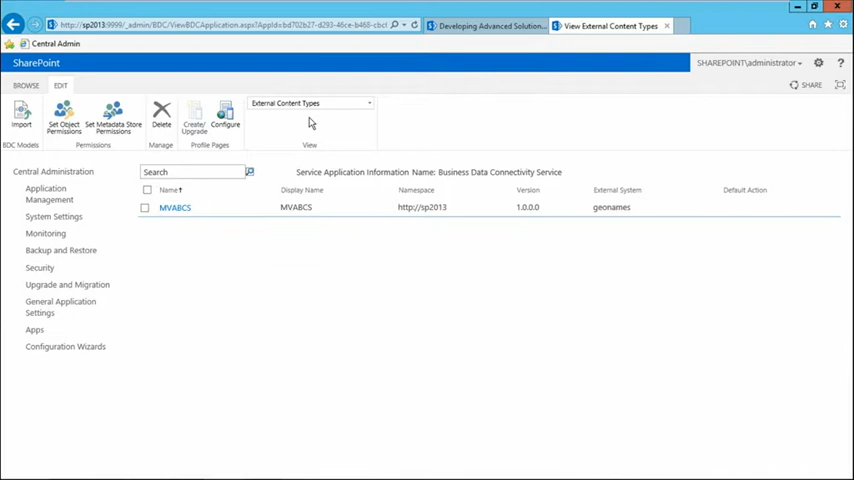 http://sp2013:9999/_admin/BDC/ViewBDCApplication.aspx?AppId=bd702b27-d293-46ce-b468-cbct
Developing Advanced Solution...
View External Content Types
Central Admin
SharePoint
SHAREPOINT\administrator
?
BROWSE
EDIT
SHARE
Import
Set Object Permissions
Set Metadata Store Permissions
Delete
Create/ Upgrade
Configure
External Content Types
BDC Models
Permissions
Manage
Profile Pages
View
Central Administration
Application Management
System Settings
Monitoring
Backup and Restore
Security
Upgrade and Migration
General Application Settings
Apps
Configuration Wizards
Search
Service Application Information Name: Business Data Connectivity Service
Name↑ Display Name Namespace Version External System Default Action
MVABCS MVABCS http://sp2013 1.0.0.0 geonames